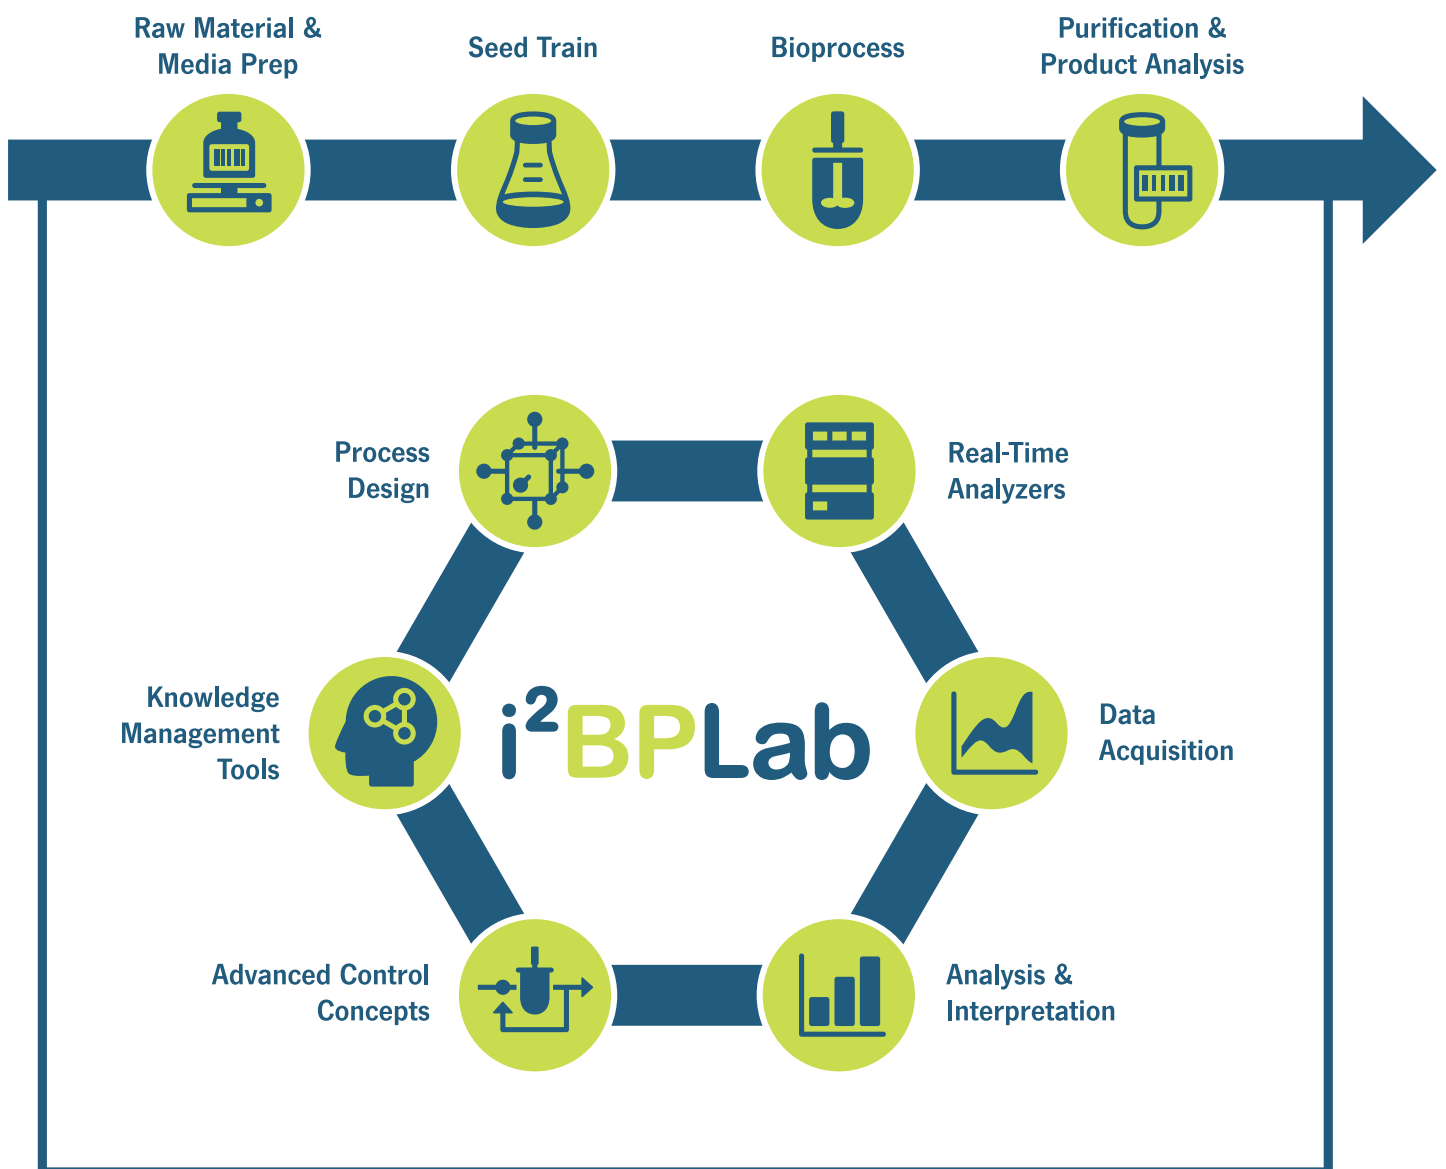 Raw Material &
Media Prep
Seed Train
Bioprocess
Purification &
Product Analysis
Process
Design
Real-Time
Analyzers
Knowledge
Management
Tools
i²BPLab
Data
Acquisition
Advanced Control
Concepts
Analysis &
Interpretation